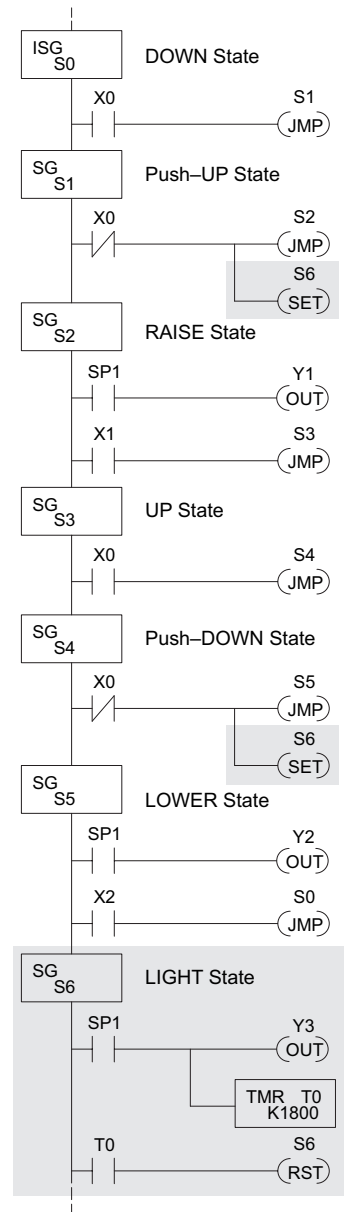 ISG
S0
DOWN State
X0
S1
JMP
SG
S1
Push–UP State
X0
S2
JMP
S6
SET
SG
S2
RAISE State
SP1
Y1
OUT
X1
S3
JMP
SG
S3
UP State
X0
S4
JMP
SG
S4
Push–DOWN State
X0
S5
JMP
S6
SET
SG
S5
LOWER State
SP1
Y2
OUT
X2
S0
JMP
SG
S6
LIGHT State
SP1
Y3
OUT
TMR T0
K1800
T0
S6
RST